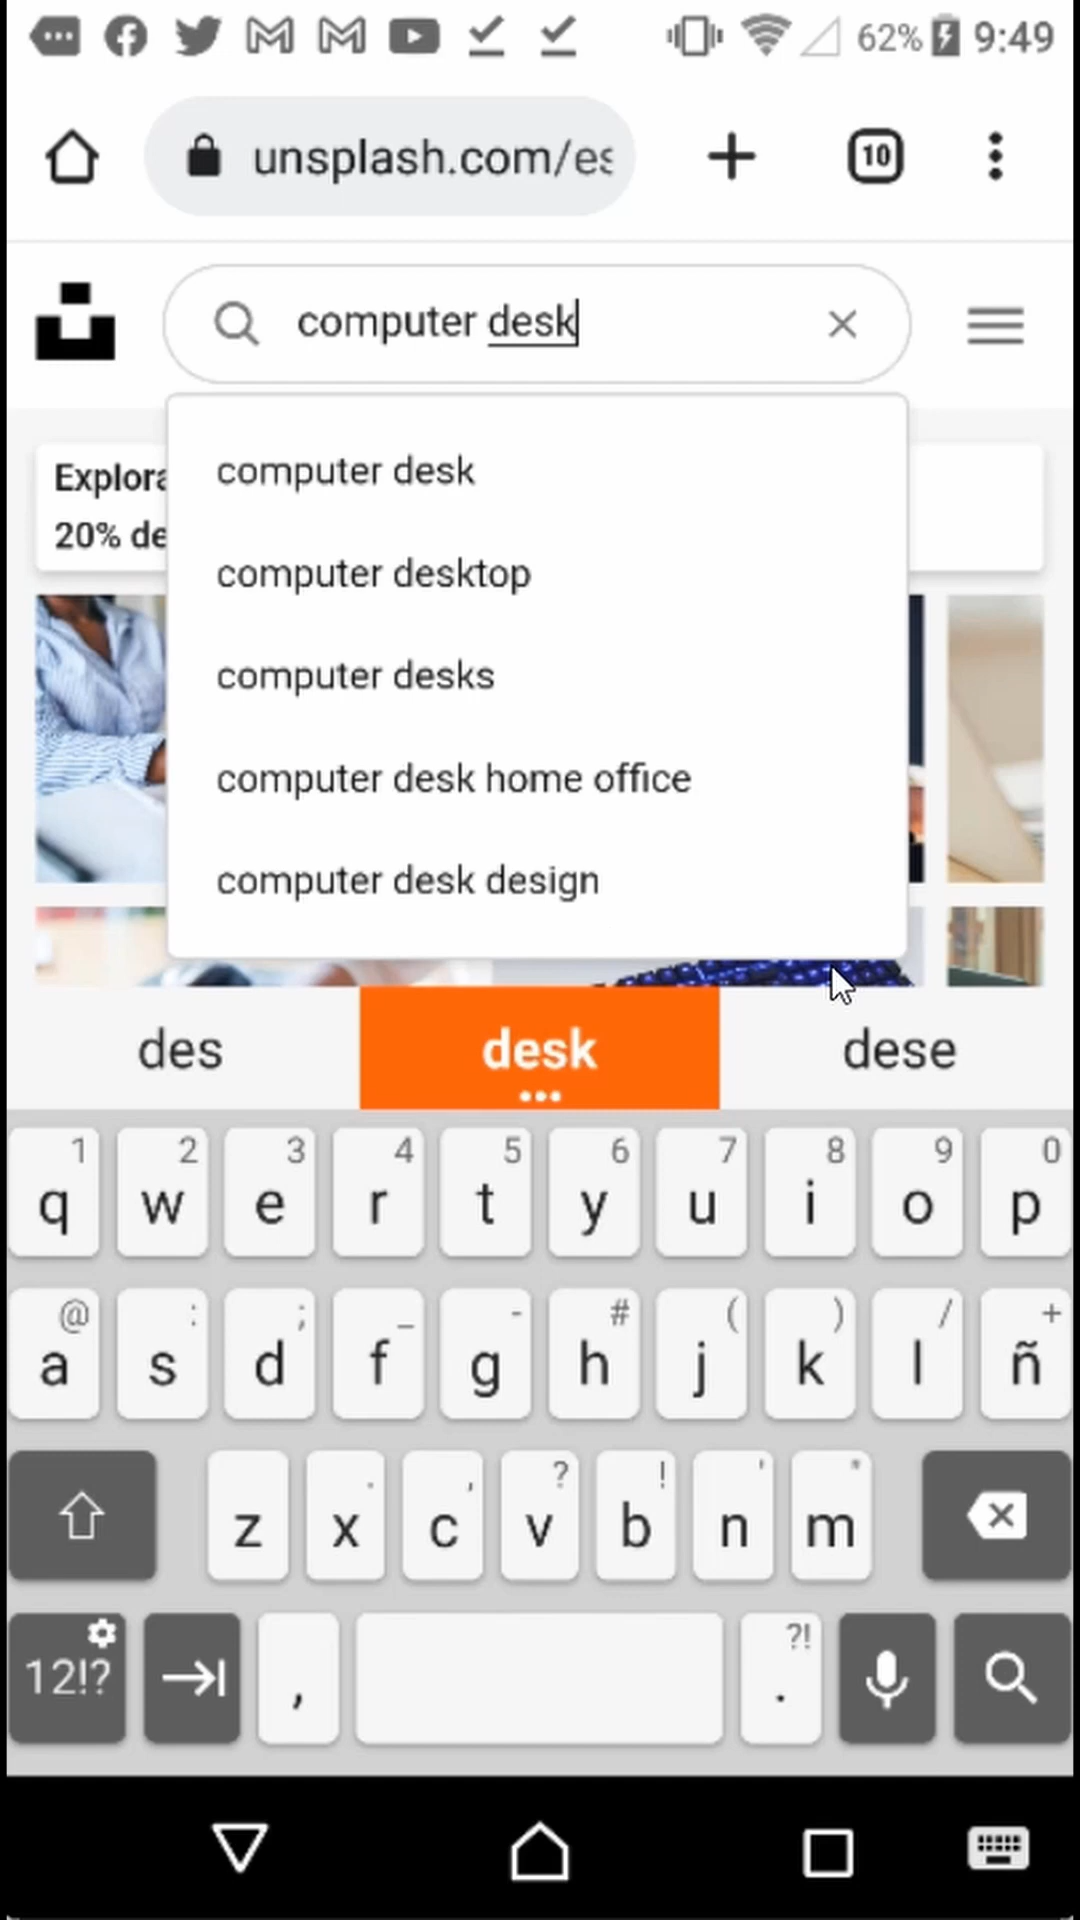 62% 9:49
unsplash.com/es
10
computer desk
Explora
20% de
computer desk
computer desktop
computer desks
computer desk home office
computer desk design
des desk dese
1 2 3 4 5 6 7 8 9 0
q w e r t y u i o p
@ : ; _ - # ( ) / +
a s d f g h j k l ñ
. , ? ! ' "
z x c v b n m
12!? , ?! .